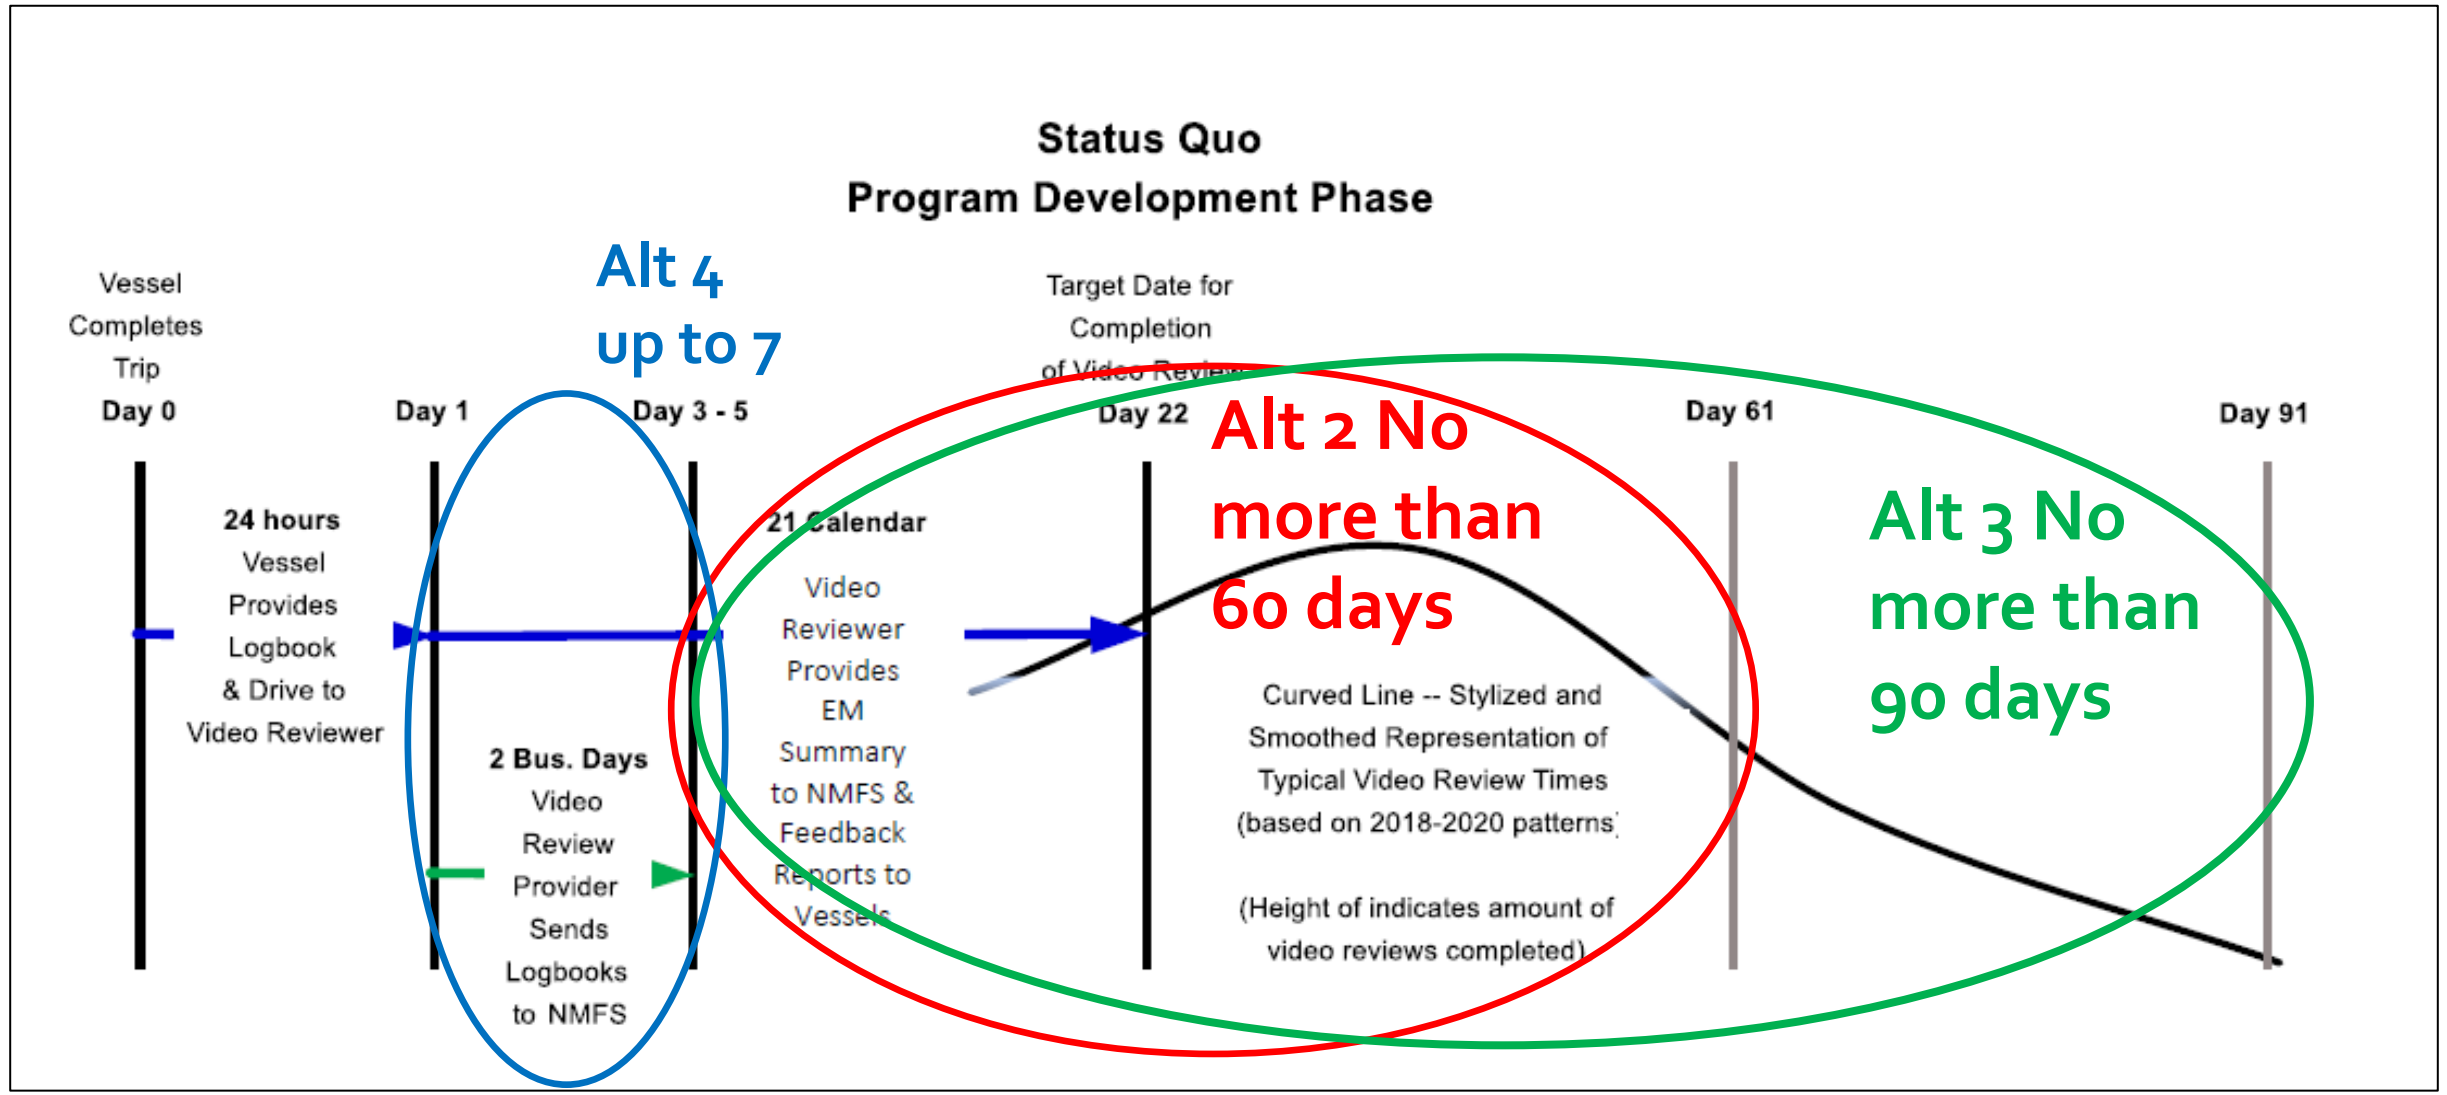 Status Quo
Program Development Phase
Alt 4
up to 7
Vessel
Completes
Trip
Day 0
Day 1
Day 3 - 5
Target Date for
Completion
of Video Review
Day 22
Day 61
Day 91
24 hours
Vessel
Provides
Logbook
& Drive to
Video Reviewer
2 Bus. Days
Video
Review
Provider
Sends
Logbooks
to NMFS
21 Calendar
Video
Reviewer
Provides
EM
Summary
to NMFS &
Feedback
Reports to
Vessels
Alt 2 No
more than
60 days
Curved Line -- Stylized and
Smoothed Representation of
Typical Video Review Times
(based on 2018-2020 patterns)
(Height of indicates amount of
video reviews completed)
Alt 3 No
more than
90 days